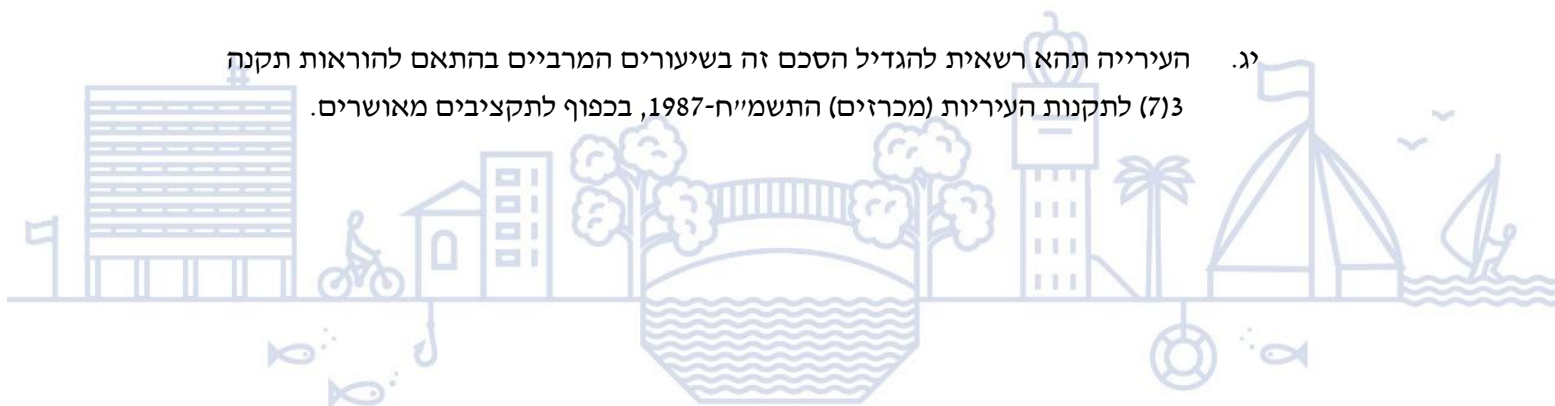 יג. העירייה תהא רשאית להגדיל הסכם זה בשיעורים המרביים בהתאם להוראות תקנה
3(7) לתקנות העיריות (מכרזים) התשמ״ח-1987, בכפוף לתקציבים מאושרים.